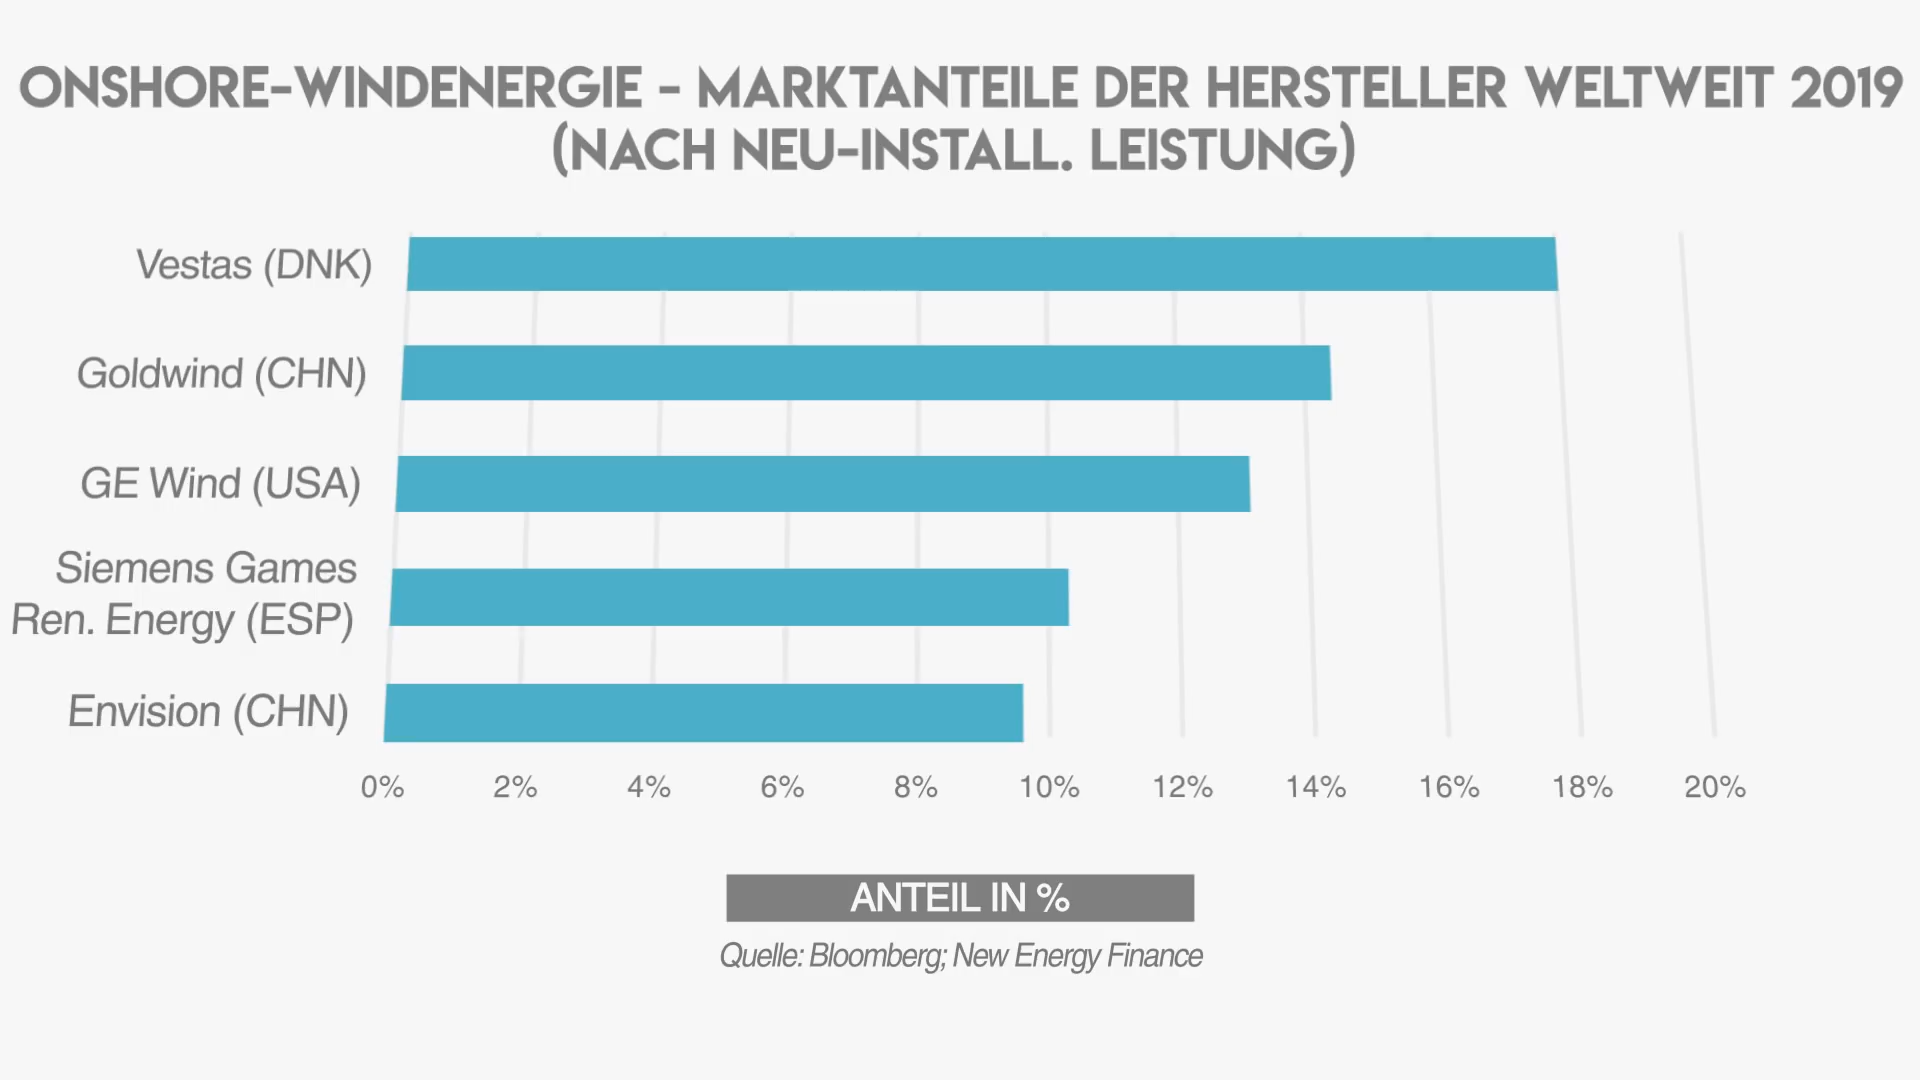 ONSHORE-WINDENERGIE - MARKTANTEILE DER HERSTELLER WELTWEIT 2019
(NACH NEU-INSTALL. LEISTUNG)
Vestas (DNK)
Goldwind (CHN)
GE Wind (USA)
Siemens Games
Ren. Energy (ESP)
Envision (CHN)
0% 2% 4% 6% 8% 10% 12% 14% 16% 18% 20%
ANTEIL IN %
Quelle: Bloomberg; New Energy Finance